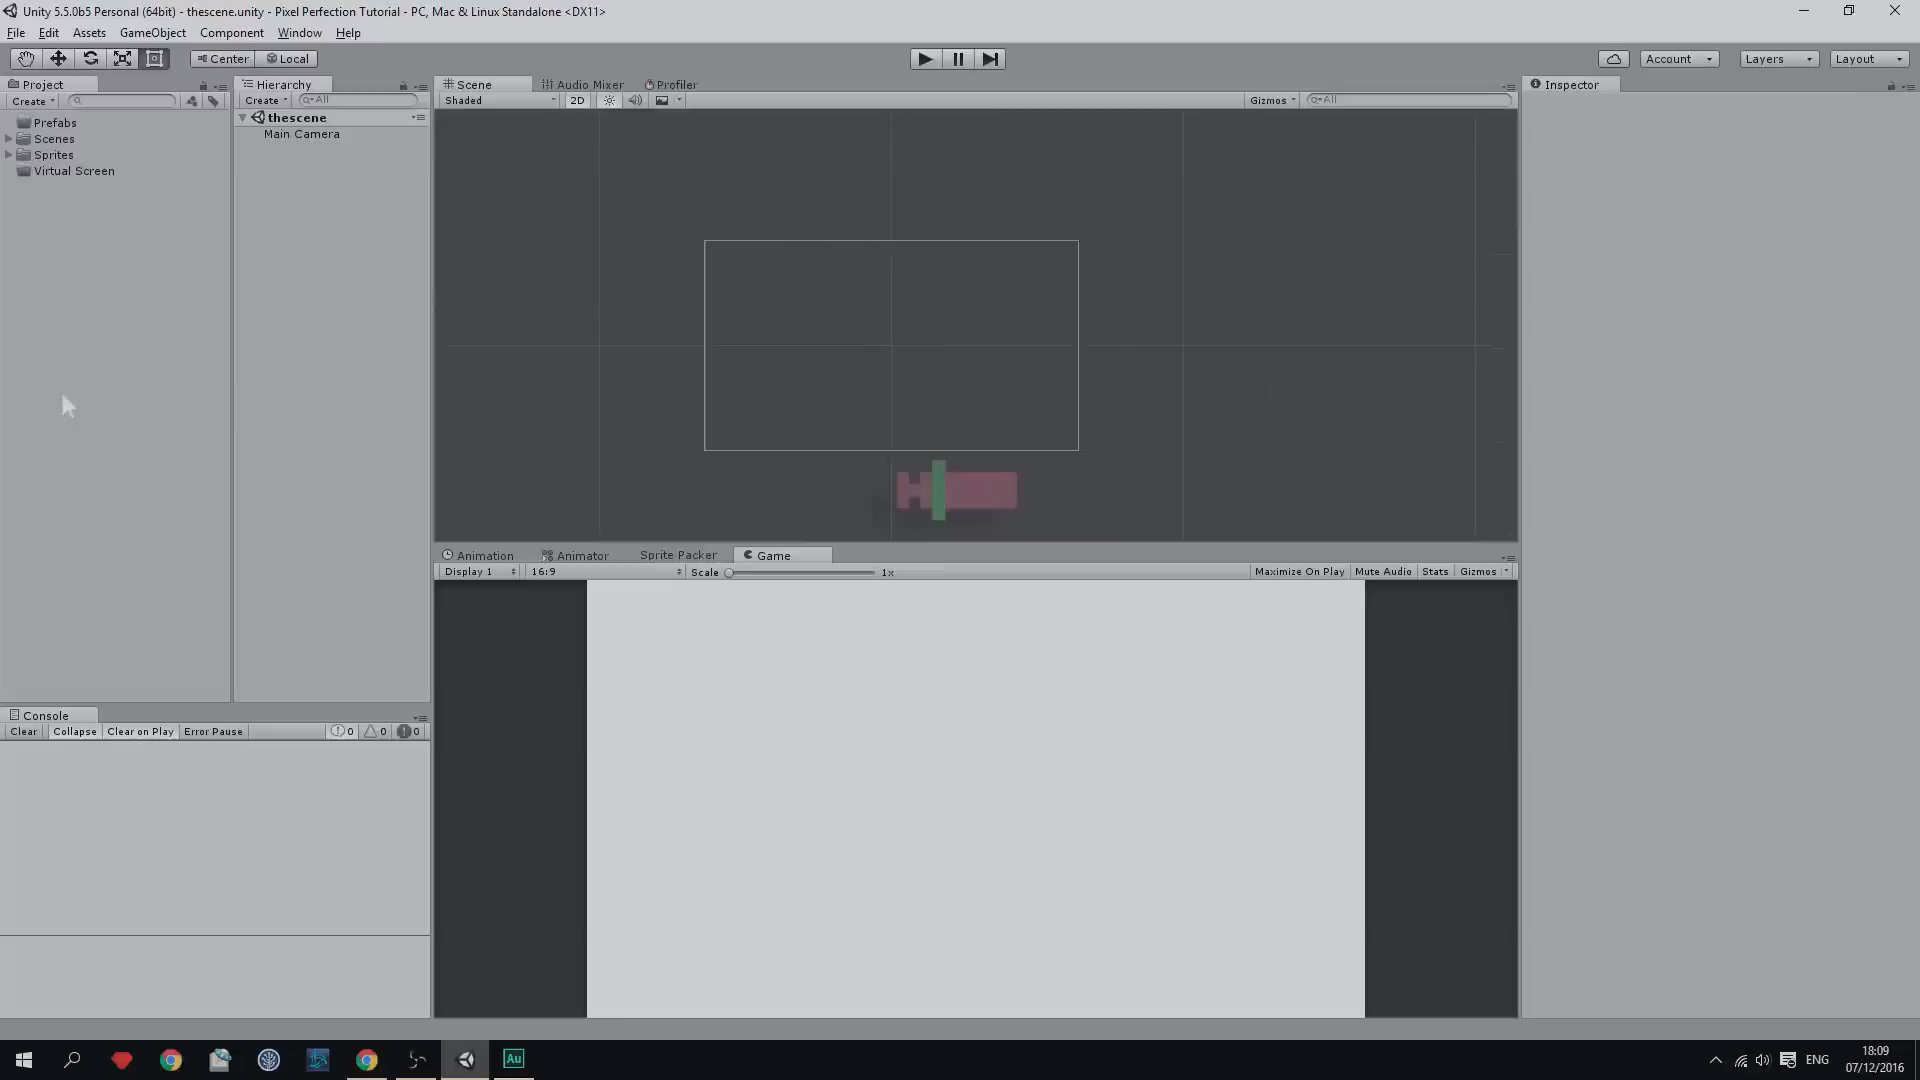 Unity 5.5.0b5 Personal (64bit) - thescene.unity - Pixel Perfection Tutorial - PC, Mac & Linux Standalone <DX11>
File Edit Assets GameObject Component Window Help
Center Local Account Layers Layout
Project Hierarchy Scene Audio Mixer Profiler Inspector
Create Create All Shaded 2D Gizmos All
Prefabs
Scenes
Sprites
Virtual Screen
thescene
Main Camera
Animation Animator Sprite Packer Game
Display 1 16:9 Scale 1x Maximize On Play Mute Audio Stats Gizmos
Console
Clear Collapse Clear on Play Error Pause 0 0 0
Au
ENG
18:09
07/12/2016